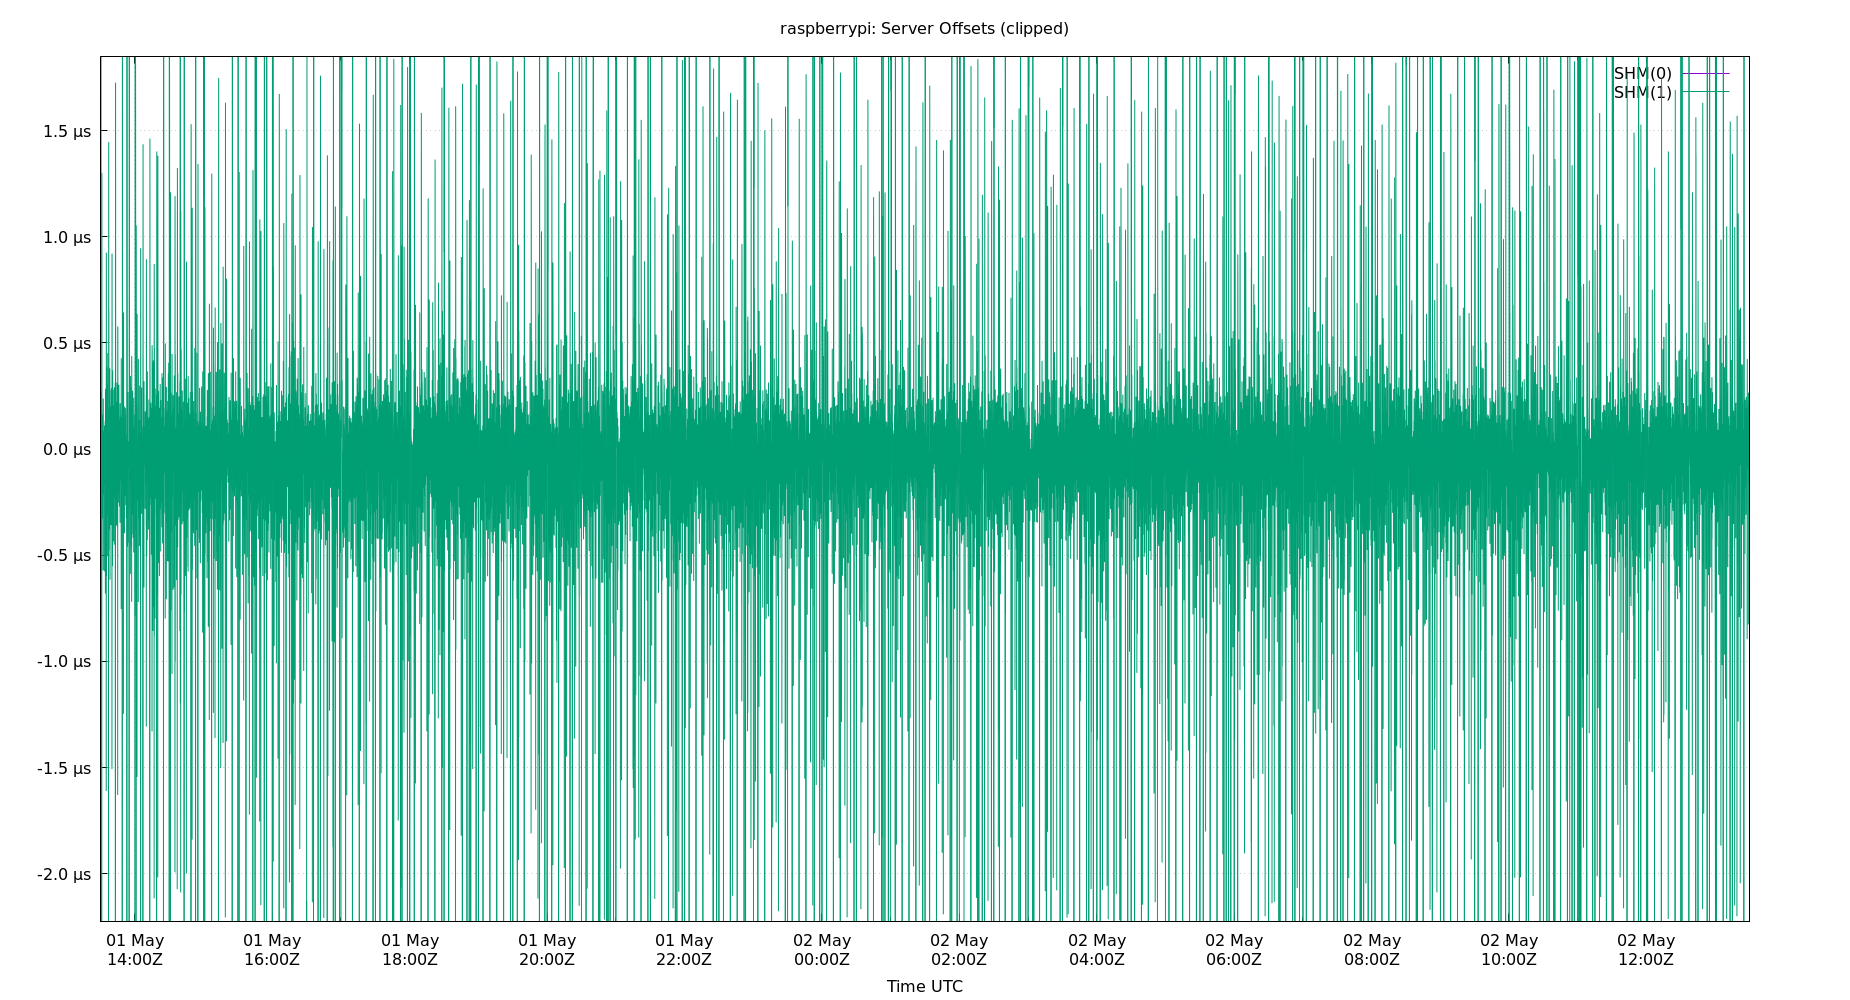 raspberrypi: Server Offsets (clipped)
SHM(0)
SHM(1)
1.5 µs
1.0 µs
0.5 µs
0.0 µs
-0.5 µs
-1.0 µs
-1.5 µs
-2.0 µs
01 May 01 May 01 May 01 May 01 May 02 May 02 May 02 May 02 May 02 May 02 May 02 May
14:00Z 16:00Z 18:00Z 20:00Z 22:00Z 00:00Z 02:00Z 04:00Z 06:00Z 08:00Z 10:00Z 12:00Z
Time UTC